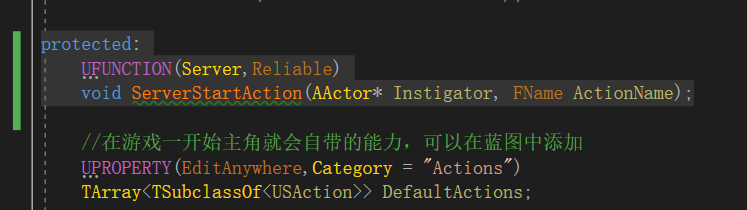 protected:
UFUNCTION(Server,Reliable)
void ServerStartAction(AActor* Instigator, FName ActionName);
//在游戏一开始主角就会自带的能力，可以在蓝图中添加
UPROPERTY(EditAnywhere,Category = "Actions")
TArray<TSubclassOf<USAction>> DefaultActions;